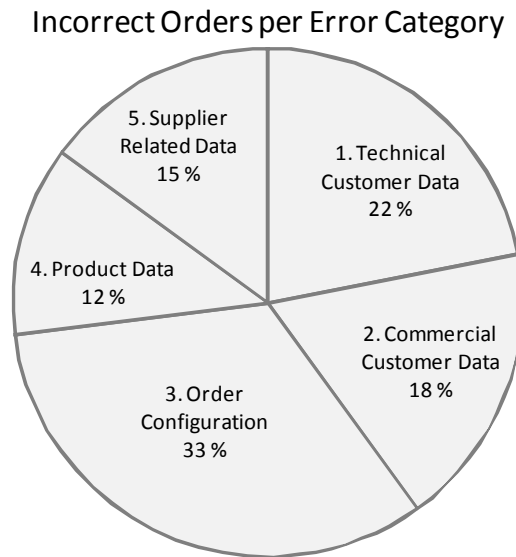 Incorrect Orders per Error Category
5. Supplier
Related Data
15 %
1. Technical
Customer Data
22 %
4. Product Data
12 %
2. Commercial
Customer Data
18 %
3. Order
Configuration
33 %